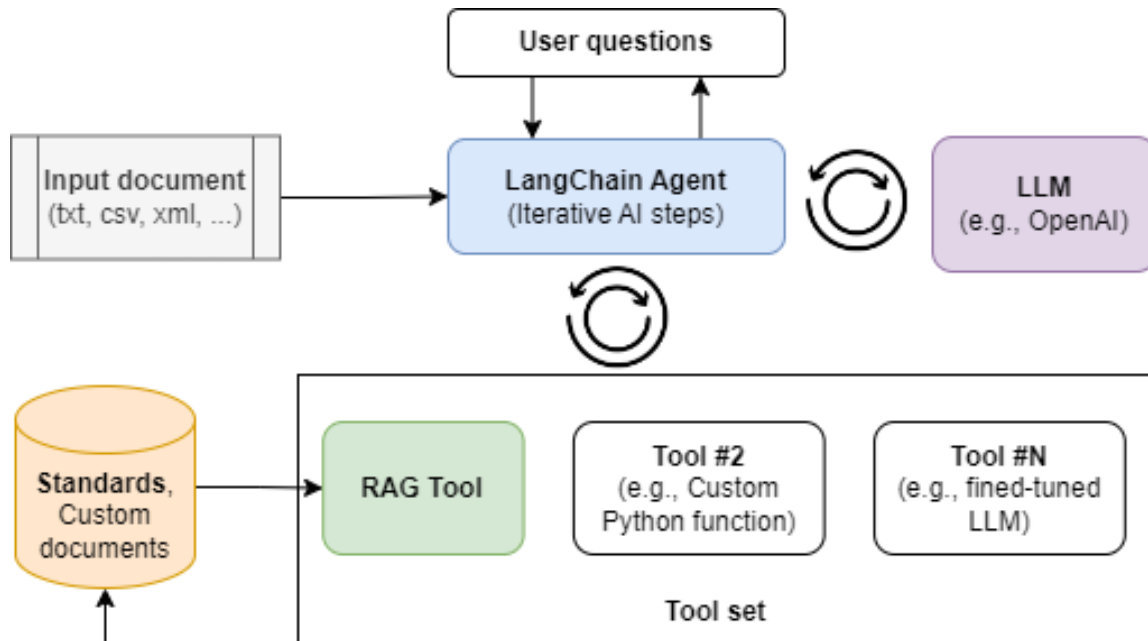 User questions
Input document
(txt, csv, xml, ...)
LangChain Agent
(Iterative AI steps)
LLM
(e.g., OpenAI)
Standards,
Custom
documents
RAG Tool
Tool #2
(e.g., Custom
Python function)
Tool #N
(e.g., fined-tuned
LLM)
Tool set